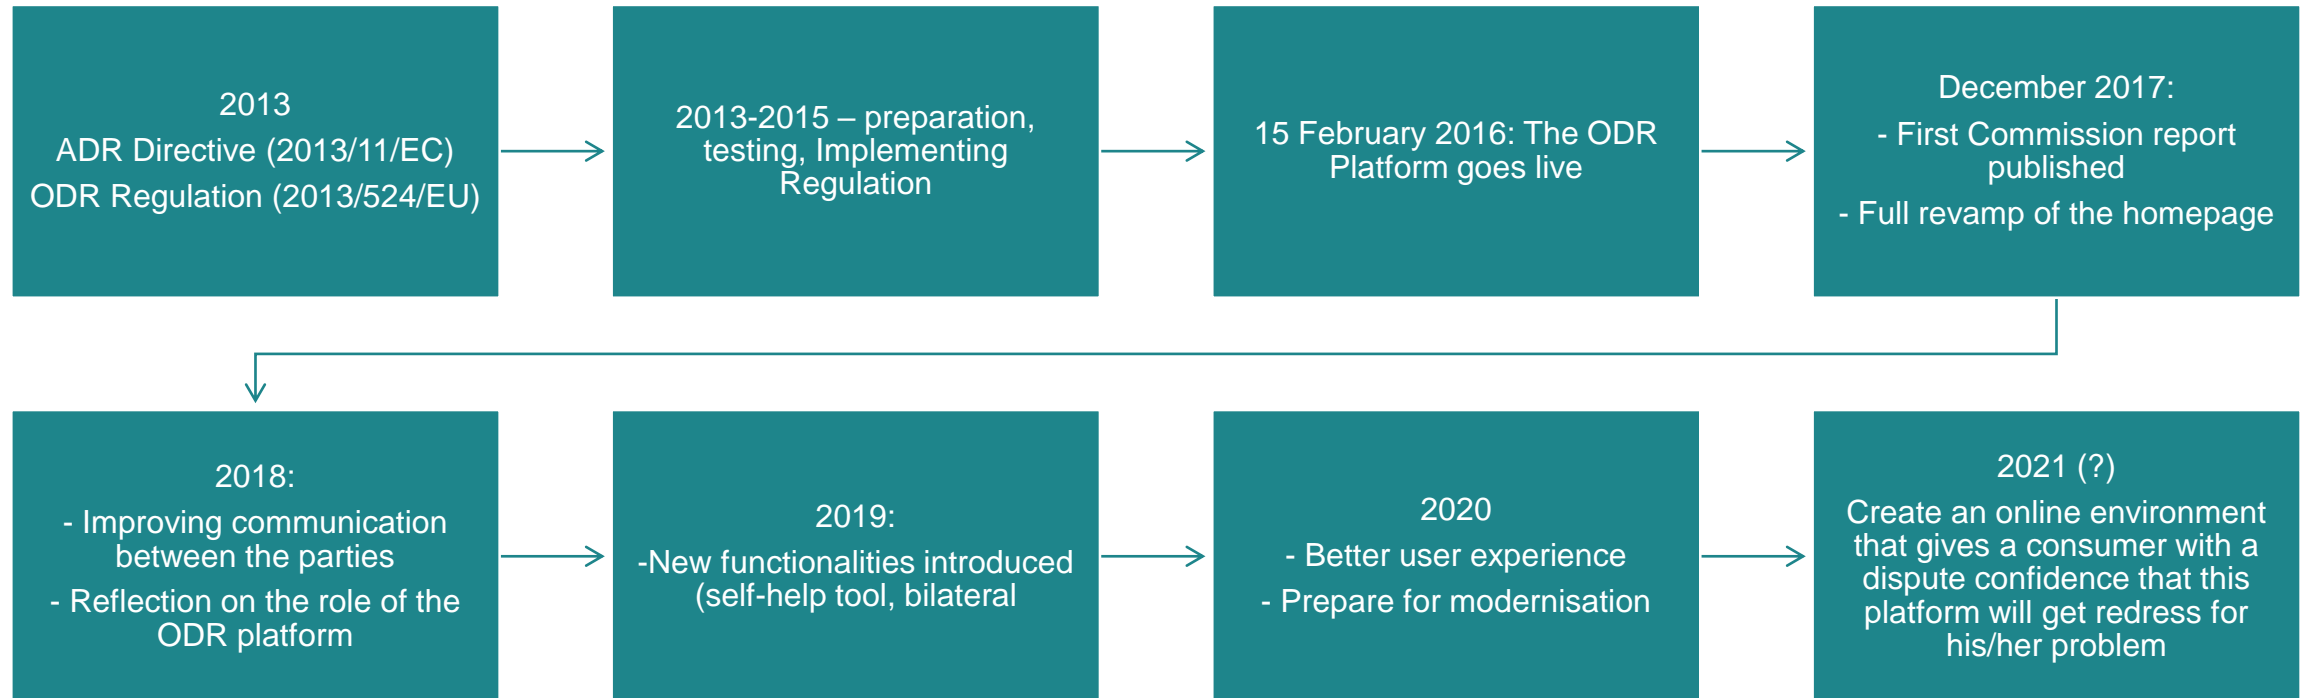 2013
ADR Directive (2013/11/EC)
ODR Regulation (2013/524/EU)
2013-2015 – preparation,
testing, Implementing
Regulation
15 February 2016: The ODR
Platform goes live
December 2017:
- First Commission report
published
- Full revamp of the homepage
2018:
- Improving communication
between the parties
- Reflection on the role of the
ODR platform
2019:
-New functionalities introduced
(self-help tool, bilateral
2020
- Better user experience
- Prepare for modernisation
2021 (?)
Create an online environment
that gives a consumer with a
dispute confidence that this
platform will get redress for
his/her problem